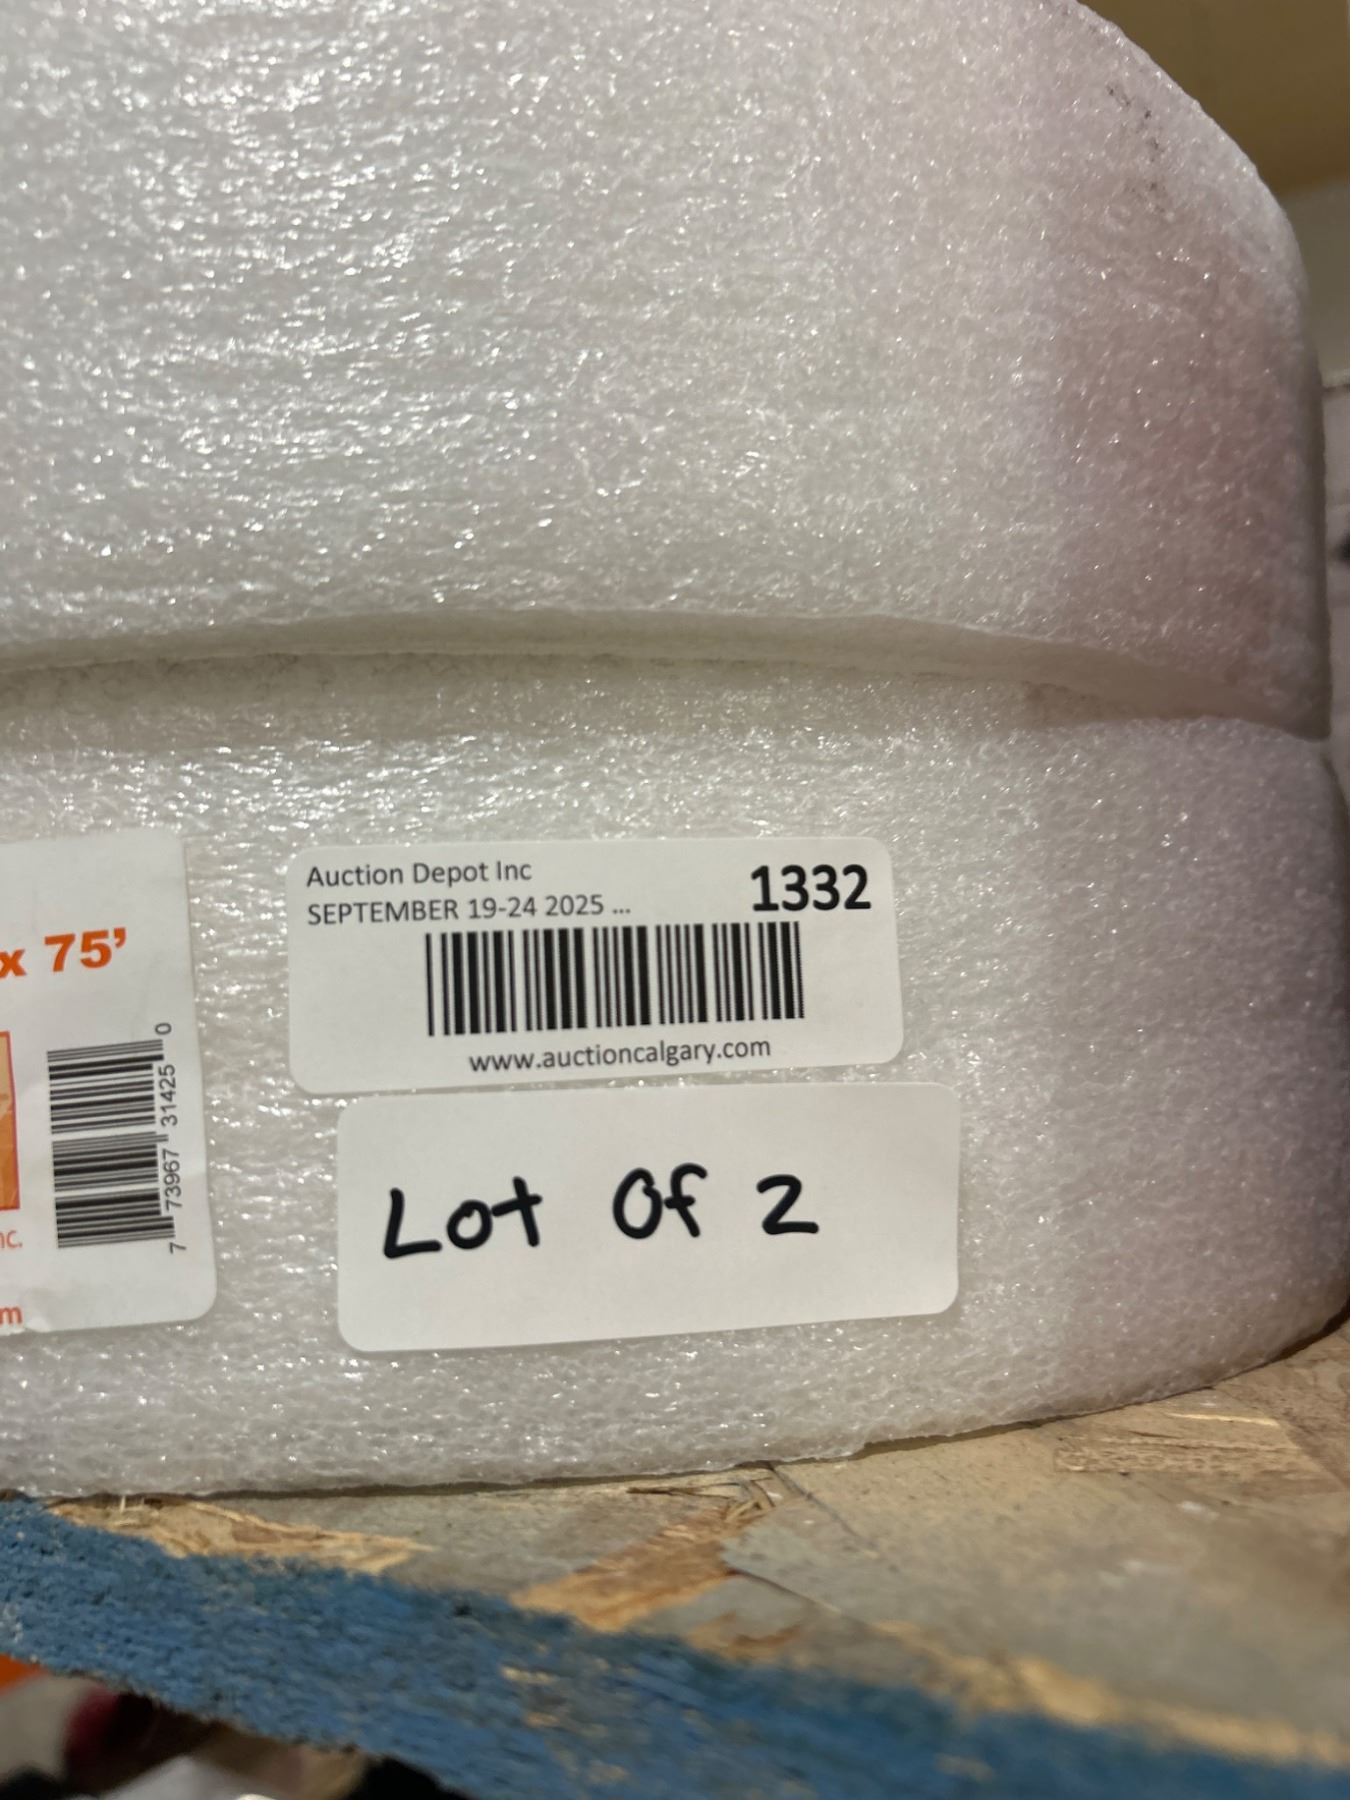 Auction Depot Inc
1332
SEPTEMBER 19-24 2025 ...
www.auctioncalgary.com
Lot Of 2
x 75’
7 73967 31425 0